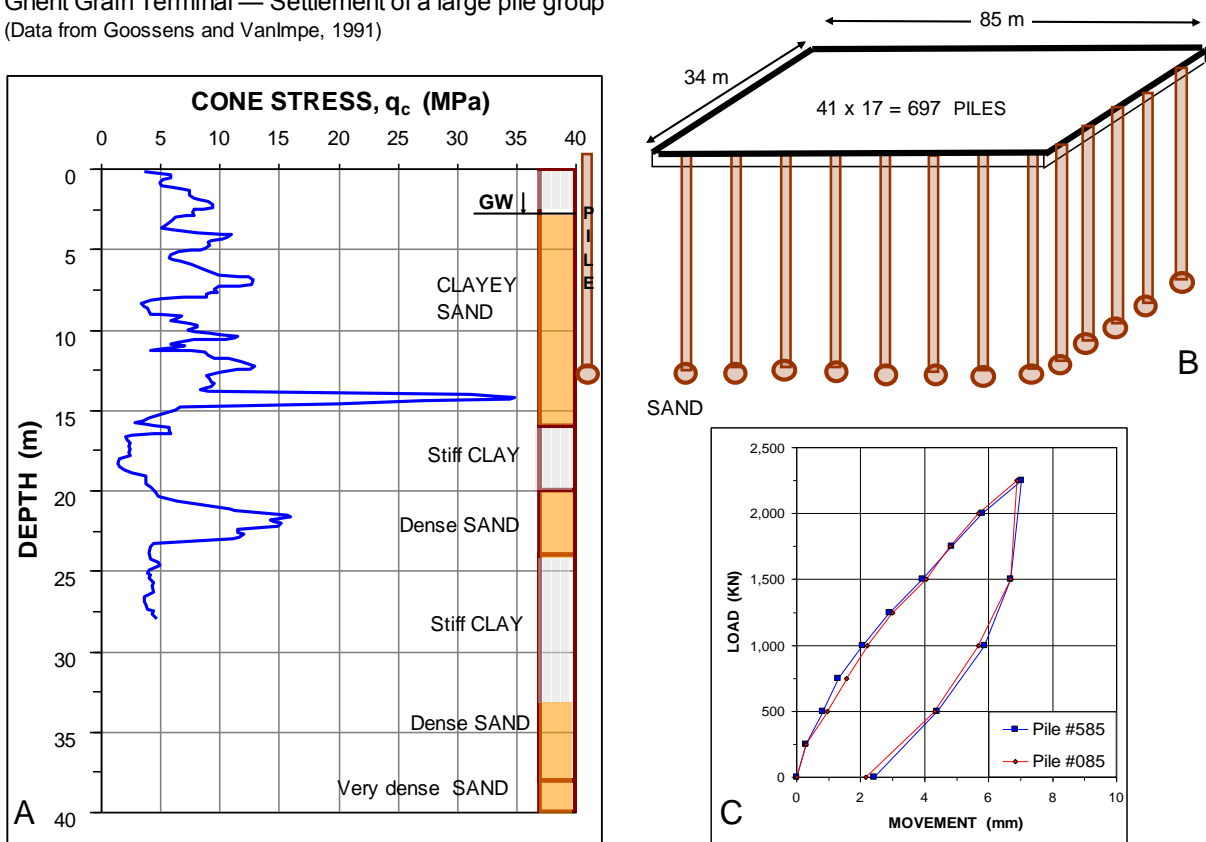 Ghent Grain Terminal — Settlement of a large pile group
(Data from Goossens and VanImpe, 1991)
CONE STRESS, qc (MPa)
0 5 10 15 20 25 30 35 40
0
5
10
15
20
25
30
35
40
DEPTH (m)
GW
PILE
CLAYEY
SAND
Stiff CLAY
Dense SAND
Stiff CLAY
Dense SAND
Very dense SAND
A
85 m
34 m
41 x 17 = 697 PILES
B
SAND
2,500
2,000
1,500
1,000
500
0
LOAD (KN)
Pile #585
Pile #085
0 2 4 6 8 10
MOVEMENT (mm)
C